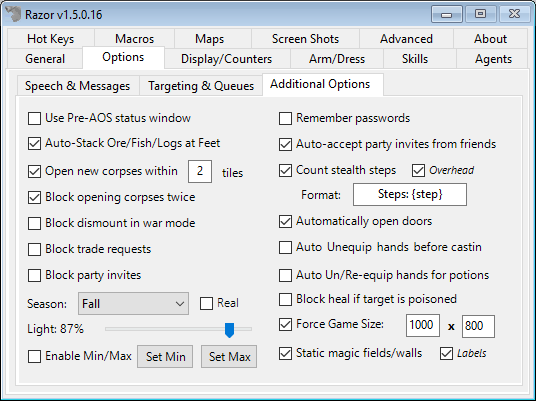 Razor v1.5.0.16
Hot Keys Macros Maps Screen Shots Advanced About
General Options Display/Counters Arm/Dress Skills Agents
Speech & Messages Targeting & Queues Additional Options
Use Pre-AOS status window
Auto-Stack Ore/Fish/Logs at Feet
Open new corpses within 2 tiles
Block opening corpses twice
Block dismount in war mode
Block trade requests
Block party invites
Season: Fall Real
Light: 87%
Enable Min/Max Set Min Set Max
Remember passwords
Auto-accept party invites from friends
Count stealth steps Overhead
Format: Steps: {step}
Automatically open doors
Auto Unequip hands before castin
Auto Un/Re-equip hands for potions
Block heal if target is poisoned
Force Game Size: 1000 x 800
Static magic fields/walls Labels